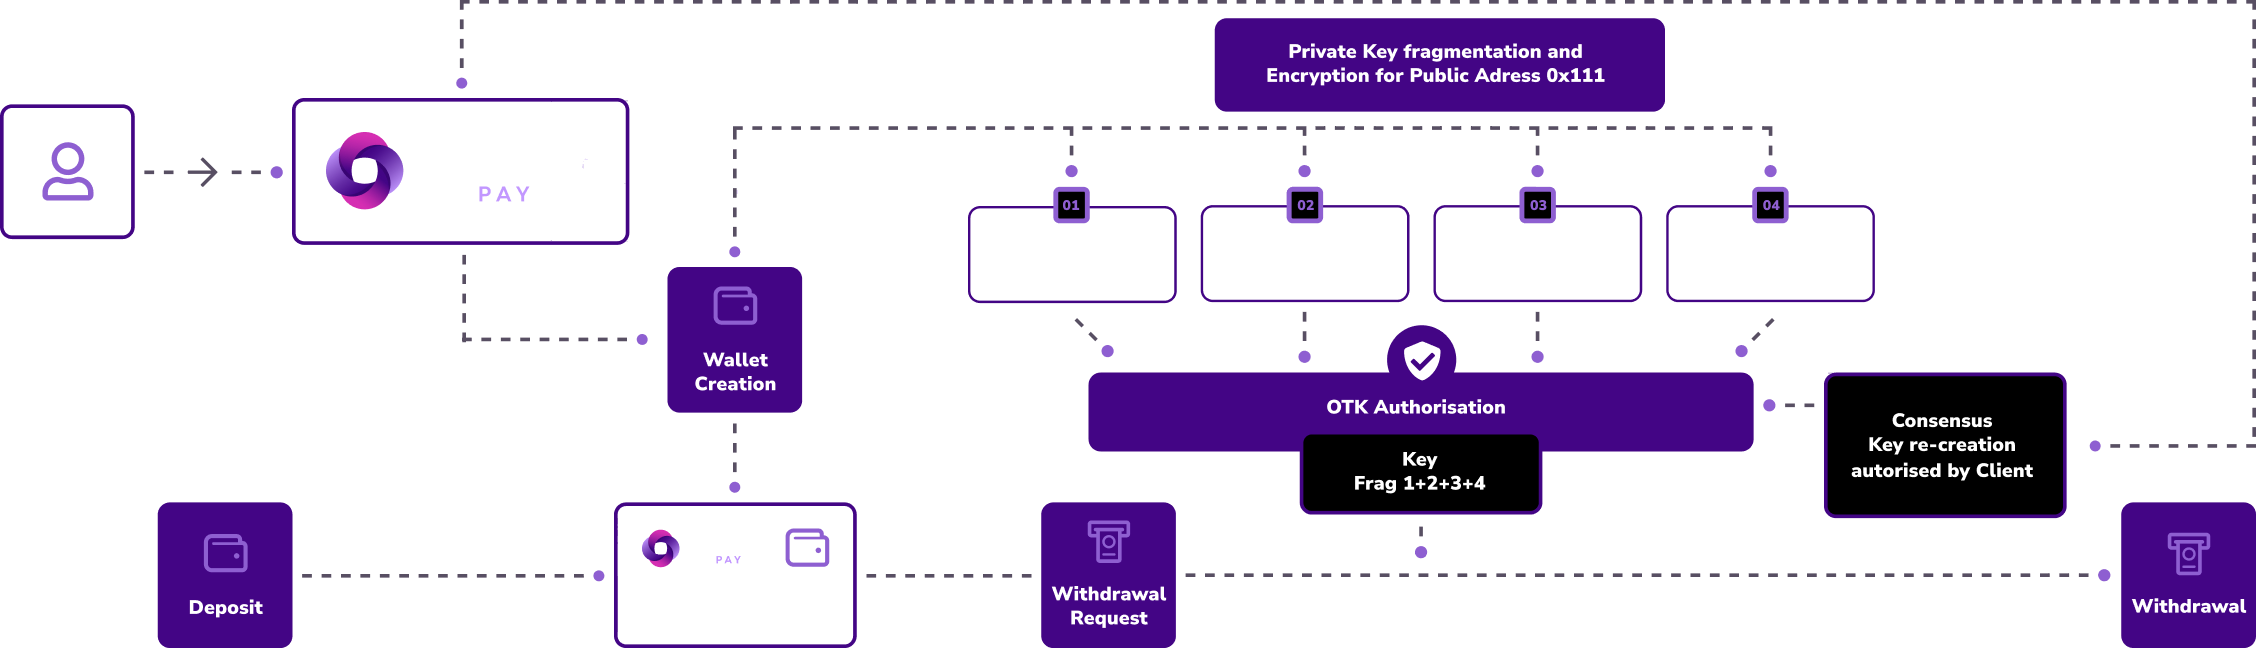 Private Key fragmentation and
Encryption for Public Adress 0x111
PAY
01
02
03
04
Wallet
Creation
OTK Authorisation
Key
Frag 1+2+3+4
Consensus
Key re-creation
autorised by Client
Deposit
PAY
Withdrawal
Request
Withdrawal